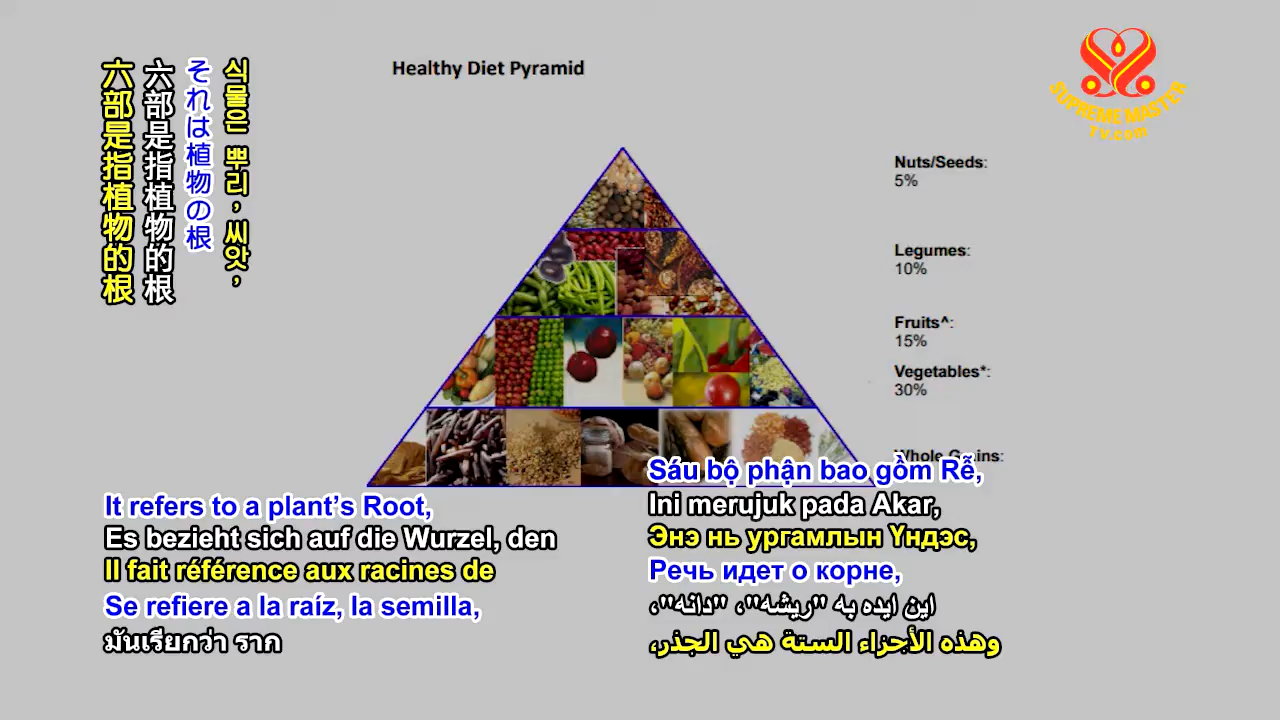 Healthy Diet Pyramid
SUPREME MASTER
TV.com
식물은 뿌리, 씨앗,
それは植物の根
六部是指植物的根
六部是指植物的根
Nuts/Seeds:
5%
Legumes:
10%
Fruits^:
15%
Vegetables*:
30%
Whole Grains:
It refers to a plant’s Root,
Es bezieht sich auf die Wurzel, den
Il fait référence aux racines de
Se refiere a la raíz, la semilla,
มันเรียกว่า ราก
Sáu bộ phận bao gồm Rễ,
Ini merujuk pada Akar,
Энэ нь ургамлын Үндэс,
Речь идет о корне,
این ایده به "ریشه"، "دانه"،
وهذه الأجزاء الستة هي الجذر،